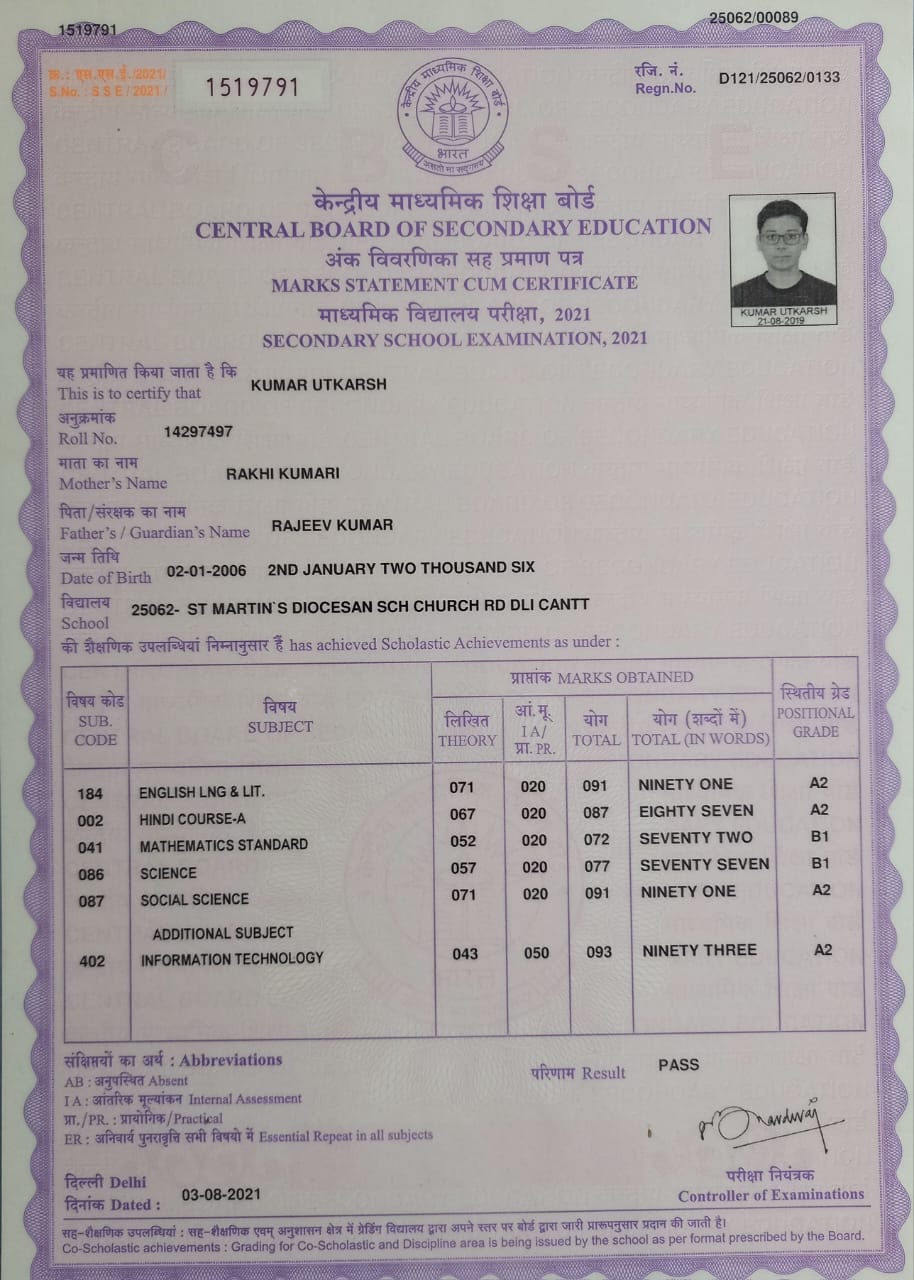 1519791
25062/00089
क्र. : एस.एस.ई./2021/
S.No. : S S E / 2021 /
1519791
रजि. नं.
Regn.No. D121/25062/0133
केन्द्रीय माध्यमिक शिक्षा बोर्ड
भारत
असतो मा सद्गमय
केन्द्रीय माध्यमिक शिक्षा बोर्ड
CENTRAL BOARD OF SECONDARY EDUCATION
अंक विवरणिका सह प्रमाण पत्र
MARKS STATEMENT CUM CERTIFICATE
माध्यमिक विद्यालय परीक्षा, 2021
SECONDARY SCHOOL EXAMINATION, 2021
KUMAR UTKARSH
21-08-2019
यह प्रमाणित किया जाता है कि
This is to certify that KUMAR UTKARSH
अनुक्रमांक
Roll No. 14297497
माता का नाम
Mother's Name RAKHI KUMARI
पिता/संरक्षक का नाम
Father's / Guardian's Name RAJEEV KUMAR
जन्म तिथि
Date of Birth 02-01-2006 2ND JANUARY TWO THOUSAND SIX
विद्यालय
School 25062- ST MARTIN`S DIOCESAN SCH CHURCH RD DLI CANTT
की शैक्षणिक उपलब्धियां निम्नानुसार हैं has achieved Scholastic Achievements as under :
विषय कोड
SUB.
CODE
विषय
SUBJECT
प्राप्तांक MARKS OBTAINED
लिखित
THEORY
आं.मू.
I A/
प्रा. PR.
योग
TOTAL
योग (शब्दों में)
TOTAL (IN WORDS)
स्थितीय ग्रेड
POSITIONAL
GRADE
184 ENGLISH LNG & LIT. 071 020 091 NINETY ONE A2
002 HINDI COURSE-A 067 020 087 EIGHTY SEVEN A2
041 MATHEMATICS STANDARD 052 020 072 SEVENTY TWO B1
086 SCIENCE 057 020 077 SEVENTY SEVEN B1
087 SOCIAL SCIENCE 071 020 091 NINETY ONE A2
ADDITIONAL SUBJECT
402 INFORMATION TECHNOLOGY 043 050 093 NINETY THREE A2
संक्षिप्तियों का अर्थ : Abbreviations
AB : अनुपस्थित Absent
I A : आंतरिक मूल्यांकन Internal Assessment
प्रा./PR. : प्रायोगिक/Practical
ER : अनिवार्य पुनरावृत्ति सभी विषयो में Essential Repeat in all subjects
परिणाम Result PASS
दिल्ली Delhi
दिनांक Dated : 03-08-2021
परीक्षा नियंत्रक
Controller of Examinations
सह-शैक्षणिक उपलब्धियां : सह-शैक्षणिक एवम् अनुशासन क्षेत्र में ग्रेडिंग विद्यालय द्वारा अपने स्तर पर बोर्ड द्वारा जारी प्रारूपनुसार प्रदान की जाती है।
Co-Scholastic achievements : Grading for Co-Scholastic and Discipline area is being issued by the school as per format prescribed by the Board.